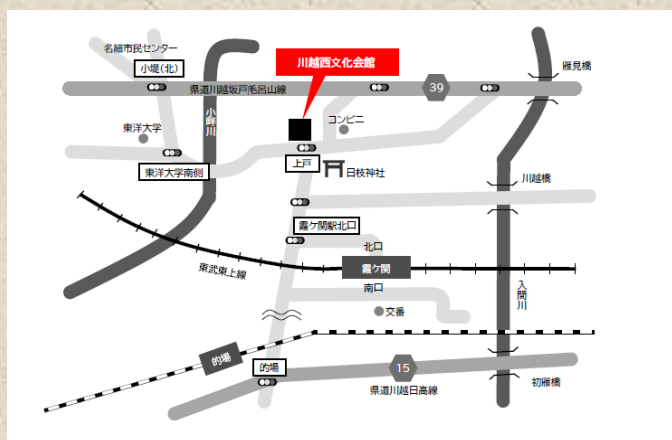 名細市民センター
小堤(北)
川越西文化会館
雁見橋
県道川越坂戸毛呂山線
39
小畔川
東洋大学
コンビニ
東洋大学南側
上戸
日枝神社
川越橋
霞ケ関駅北口
北口
東武東上線
霞ケ関
南口
入間川
交番
的場
的場
15
県道川越日高線
初雁橋